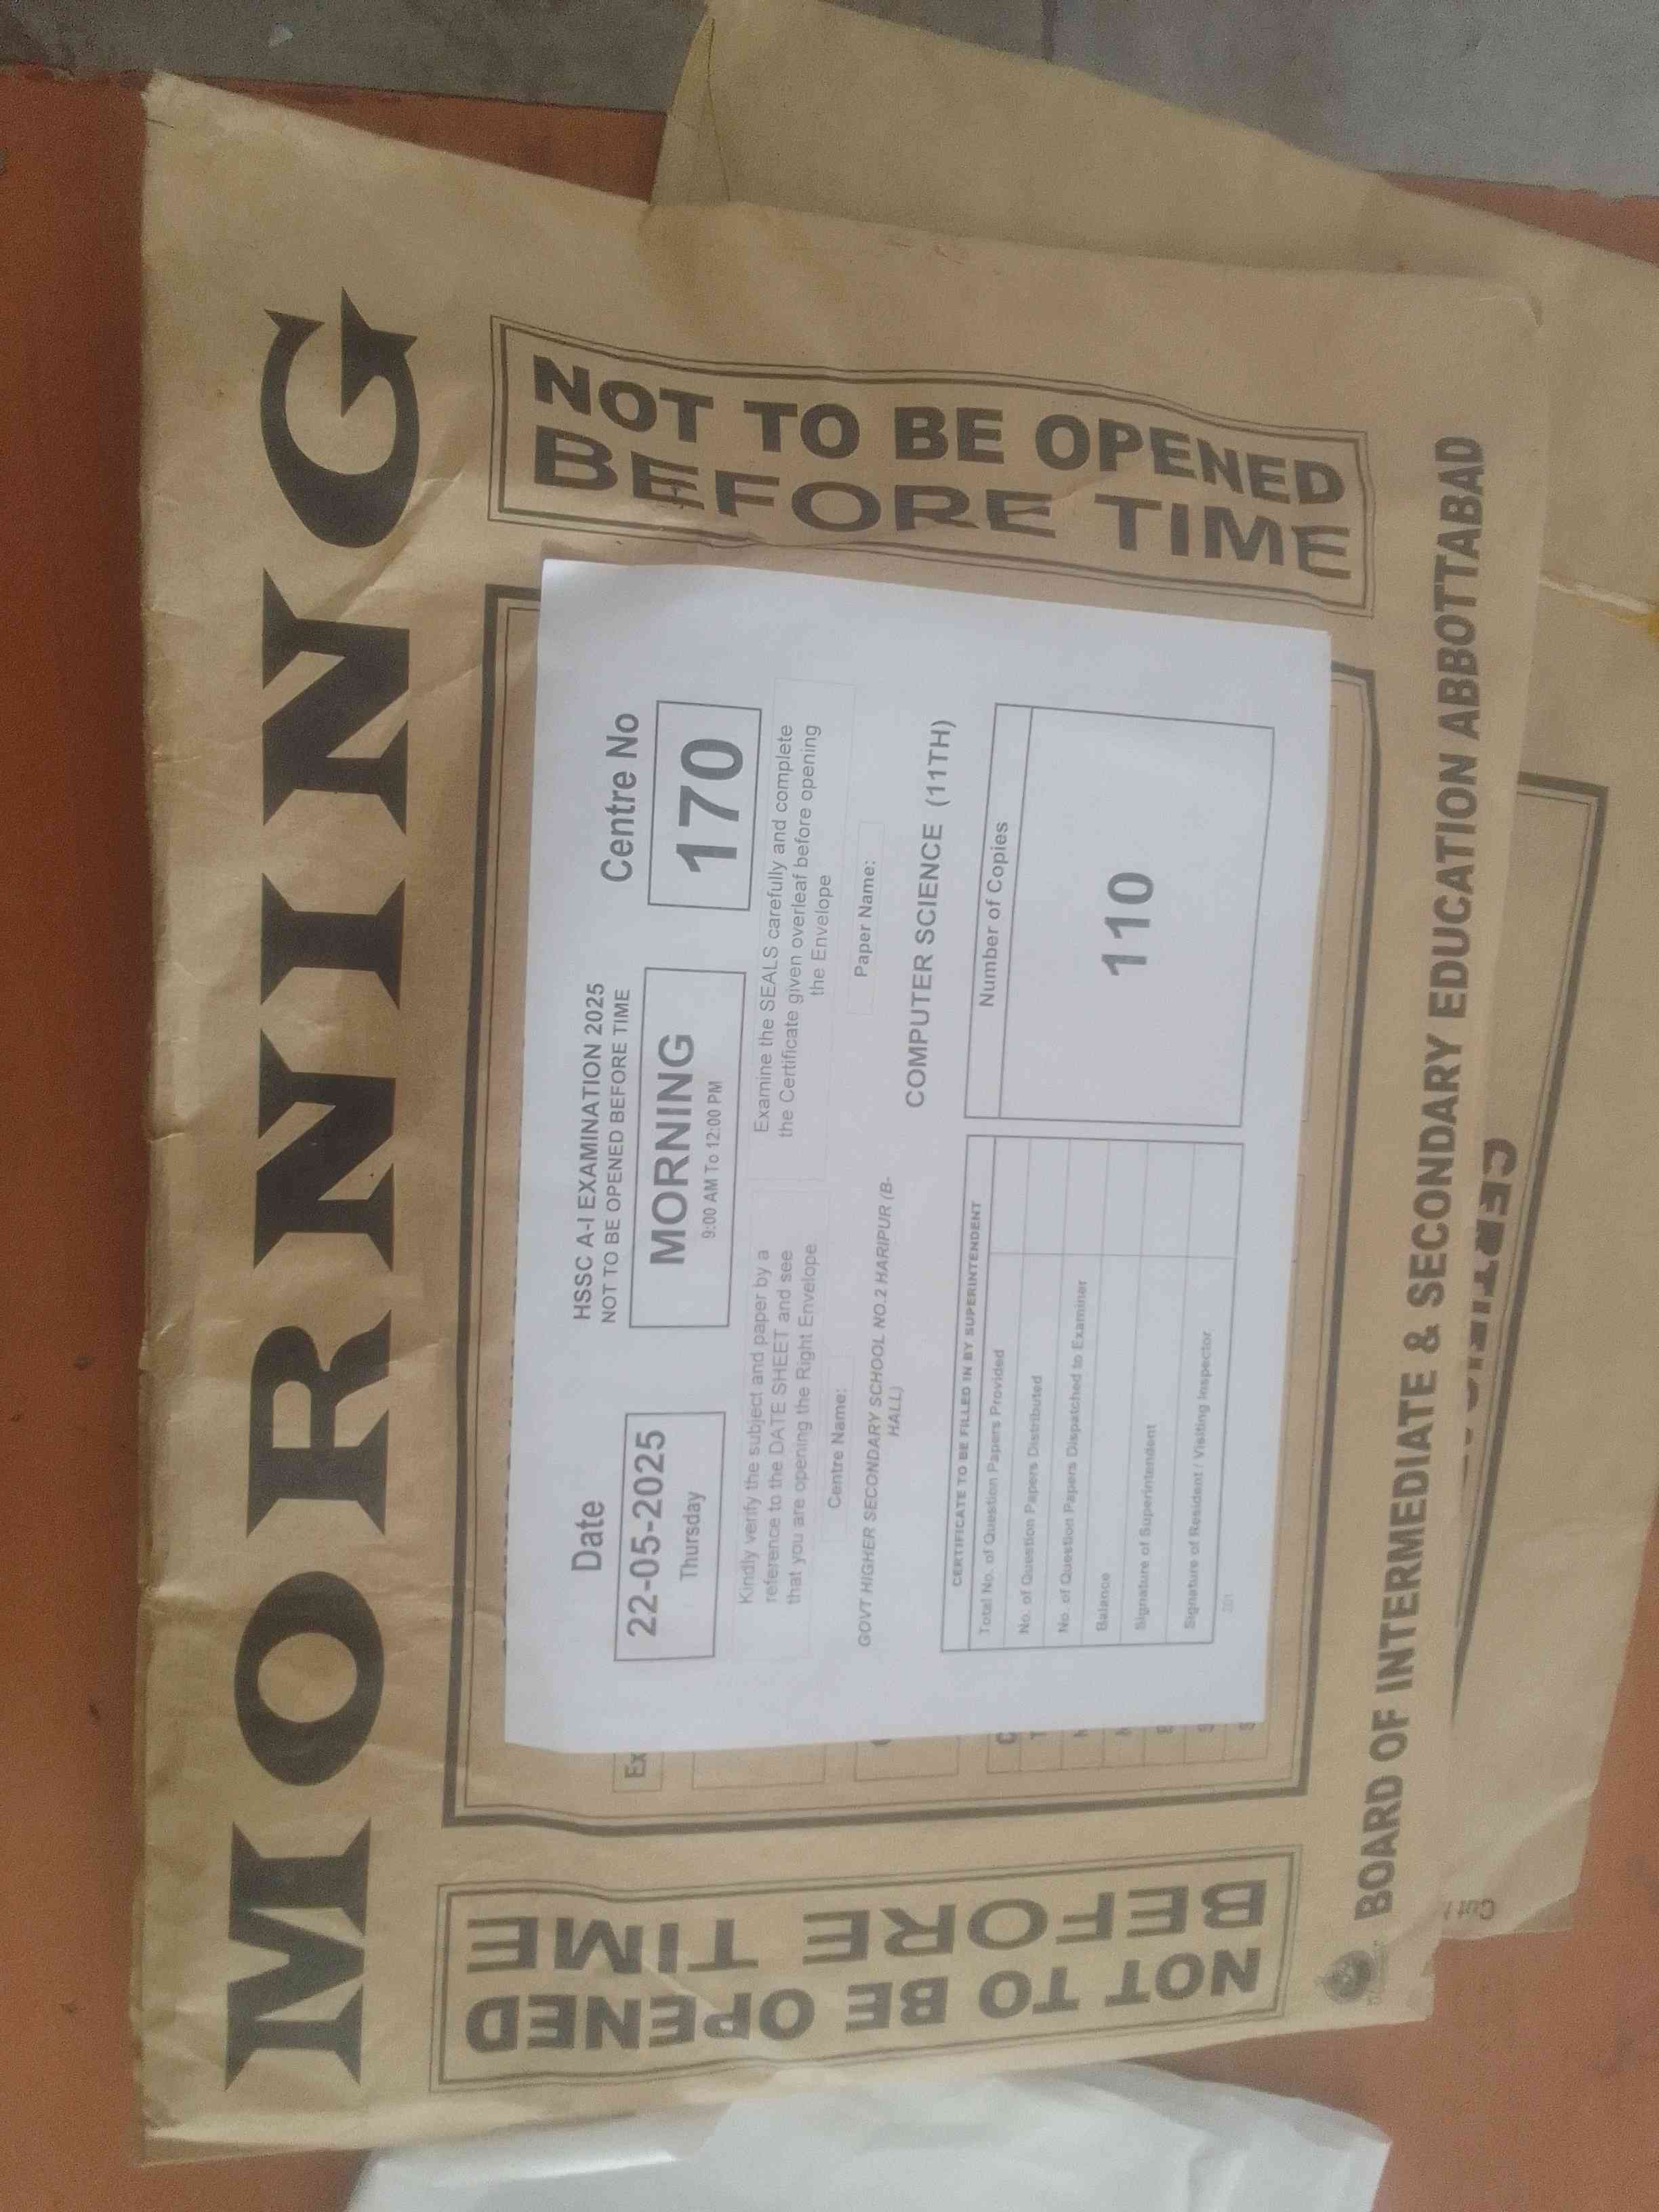 MORNING
NOT TO BE OPENED
BEFORE TIME
NOT TO BE OPENED
BEFORE TIME
Date
22-05-2025
Thursday
HSSC A-I EXAMINATION 2025
NOT TO BE OPENED BEFORE TIME
MORNING
9:00 AM To 12:00 PM
Centre No
170
Kindly verify the subject and paper by a
reference to the DATE SHEET and see
that you are opening the Right Envelope
Examine the SEALS carefully and complete
the Certificate given overleaf before opening
the Envelope
Centre Name:
GOVT HIGHER SECONDARY SCHOOL NO.2 HARIPUR (B-
HALL)
Paper Name:
COMPUTER SCIENCE (11TH)
CERTIFICATE TO BE FILLED IN BY SUPERINTENDENT
Total No. of Question Papers Provided
No. of Question Papers Distributed
No. of Question Papers Dispatched to Examiner
Balance
Signature of Superintendent
Signature of Resident / Visiting Inspector
Number of Copies
110
BOARD OF INTERMEDIATE & SECONDARY EDUCATION ABBOTTABAD